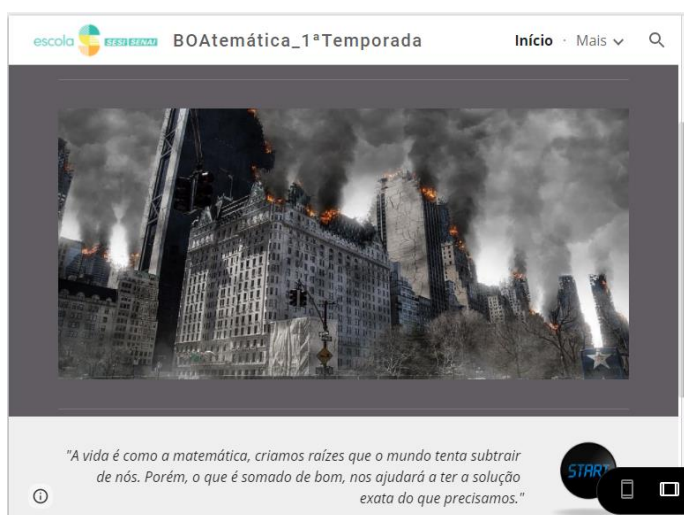 escola S SESI SENAI BOAtemática_1ªTemporada Início · Mais
"A vida é como a matemática, criamos raízes que o mundo tenta subtrair
de nós. Porém, o que é somado de bom, nos ajudará a ter a solução
exata do que precisamos."
START